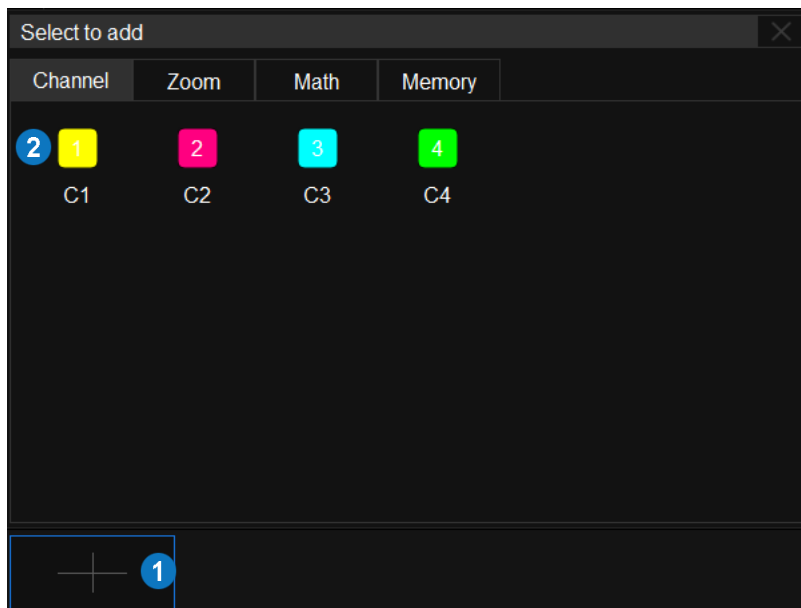 Select to add
Channel Zoom Math Memory
2 1 2 3 4
C1 C2 C3 C4
1